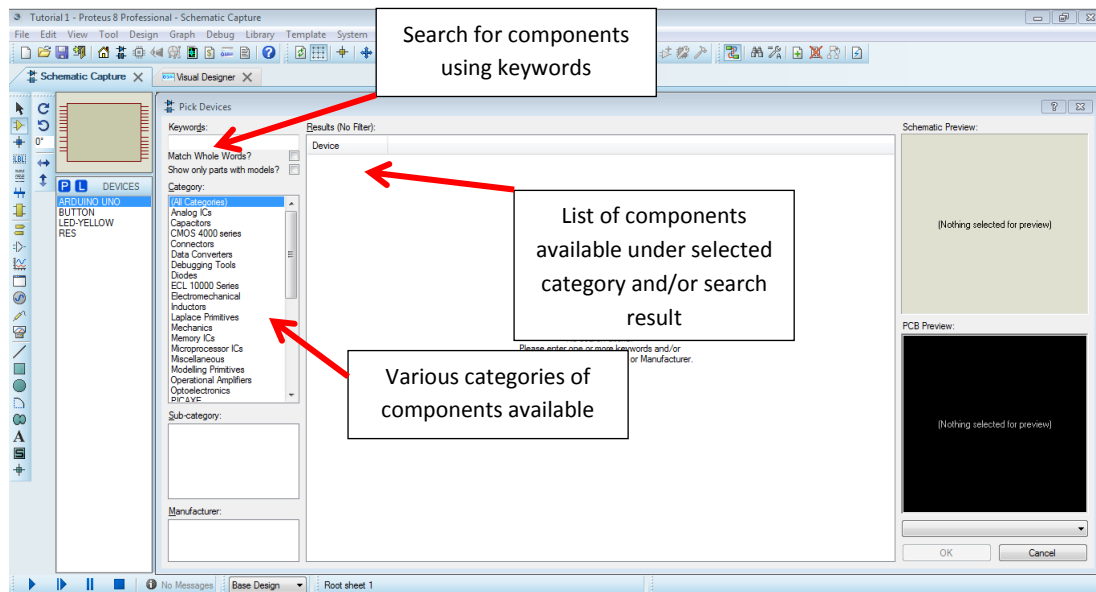 Tutorial 1 - Proteus 8 Professional - Schematic Capture
File Edit View Tool Design Graph Debug Library Template System
Schematic Capture
Visual Designer
Search for components
using keywords
Pick Devices
Keywords:
Results (No Filter):
Schematic Preview:
0°
Device
Match Whole Words?
Show only parts with models?
LBL
P L DEVICES
ARDUINO UNO
BUTTON
LED-YELLOW
RES
Category:
(All Categories)
Analog ICs
Capacitors
CMOS 4000 series
Connectors
Data Converters
Debugging Tools
Diodes
ECL 10000 Series
Electromechanical
Inductors
Laplace Primitives
Mechanics
Memory ICs
Microprocessor ICs
Miscellaneous
Modelling Primitives
Operational Amplifiers
Optoelectronics
PICAXE
List of components
available under selected
category and/or search
result
(Nothing selected for preview)
PCB Preview:
Please enter one or more keywords and/or
or Manufacturer.
Various categories of
components available
(Nothing selected for preview)
Sub-category:
A
S
Manufacturer:
OK
Cancel
No Messages
Base Design
Root sheet 1